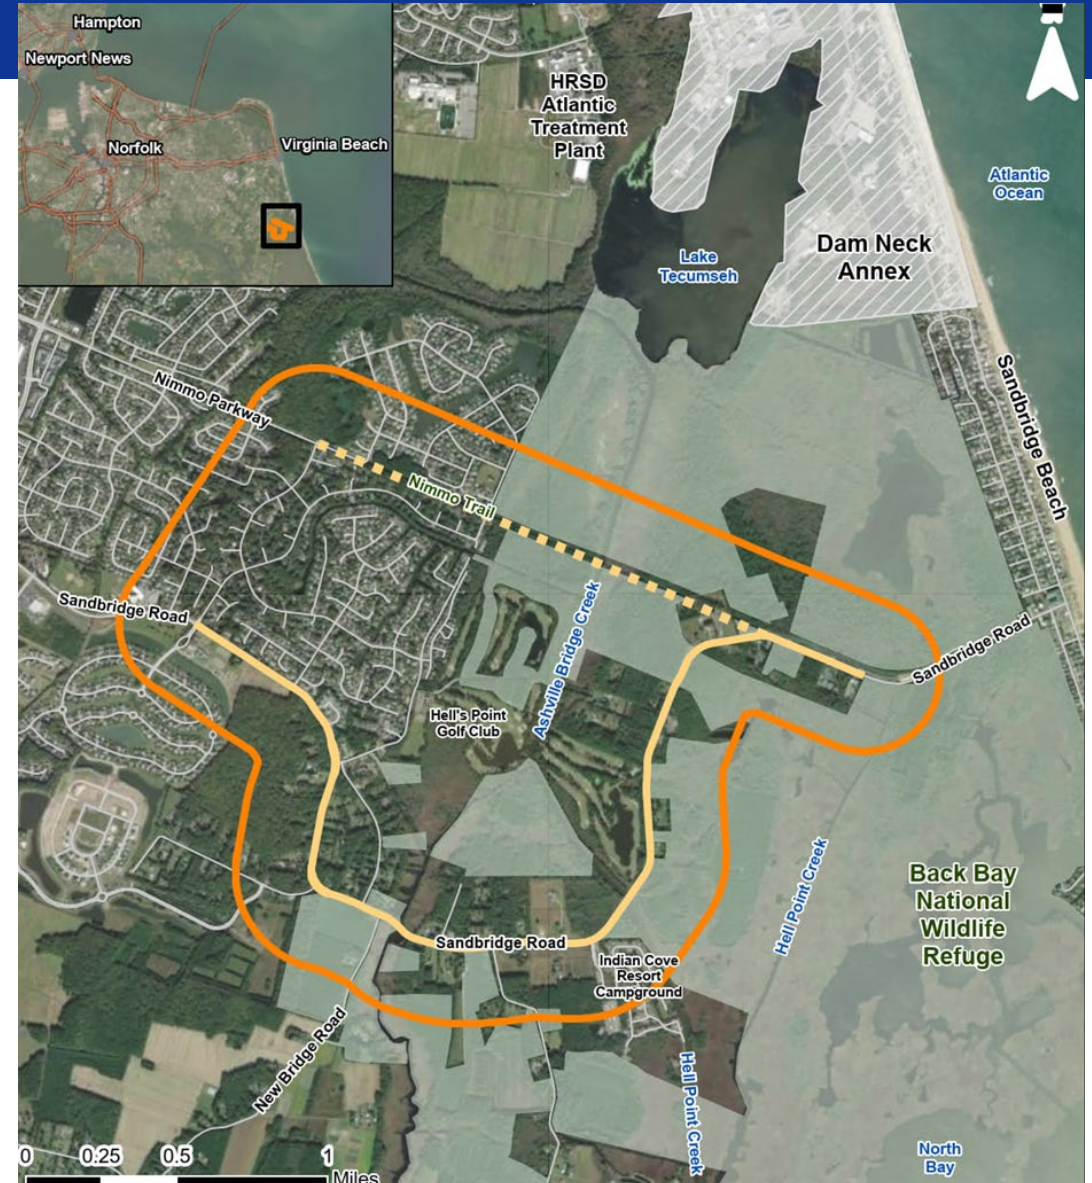 Hampton
Newport News
Norfolk
Virginia Beach
HRSD
Atlantic
Treatment
Plant
Atlantic
Ocean
Lake
Tecumseh
Dam Neck
Annex
Nimmo Parkway
Sandbridge Beach
Nimmo Trail
Sandbridge Road
Ashville Bridge Creek
Sandbridge Road
Hell's Point
Golf Club
Hell Point Creek
Back Bay
National
Wildlife
Refuge
Sandbridge Road
Indian Cove
Resort
Campground
New Bridge Road
Hell Point Creek
North
Bay
0 0.25 0.5 1
Miles